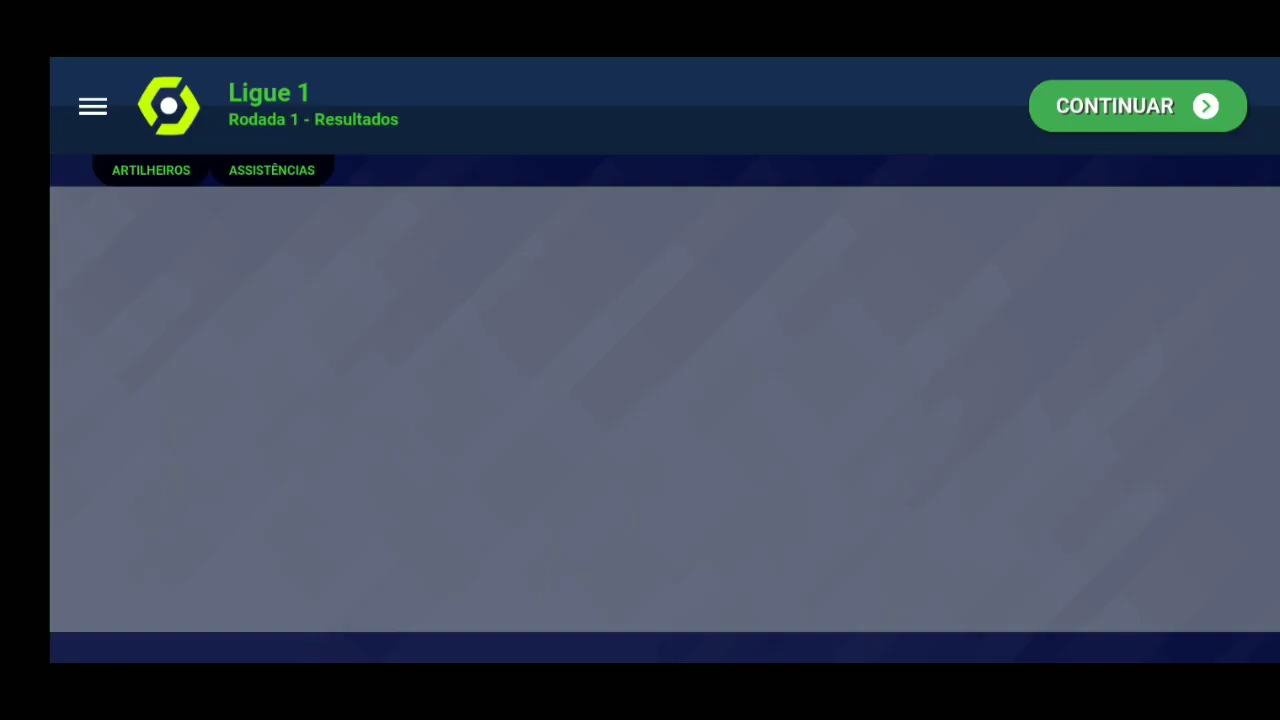 Ligue 1
Rodada 1 - Resultados
CONTINUAR
ARTILHEIROS
ASSISTÊNCIAS